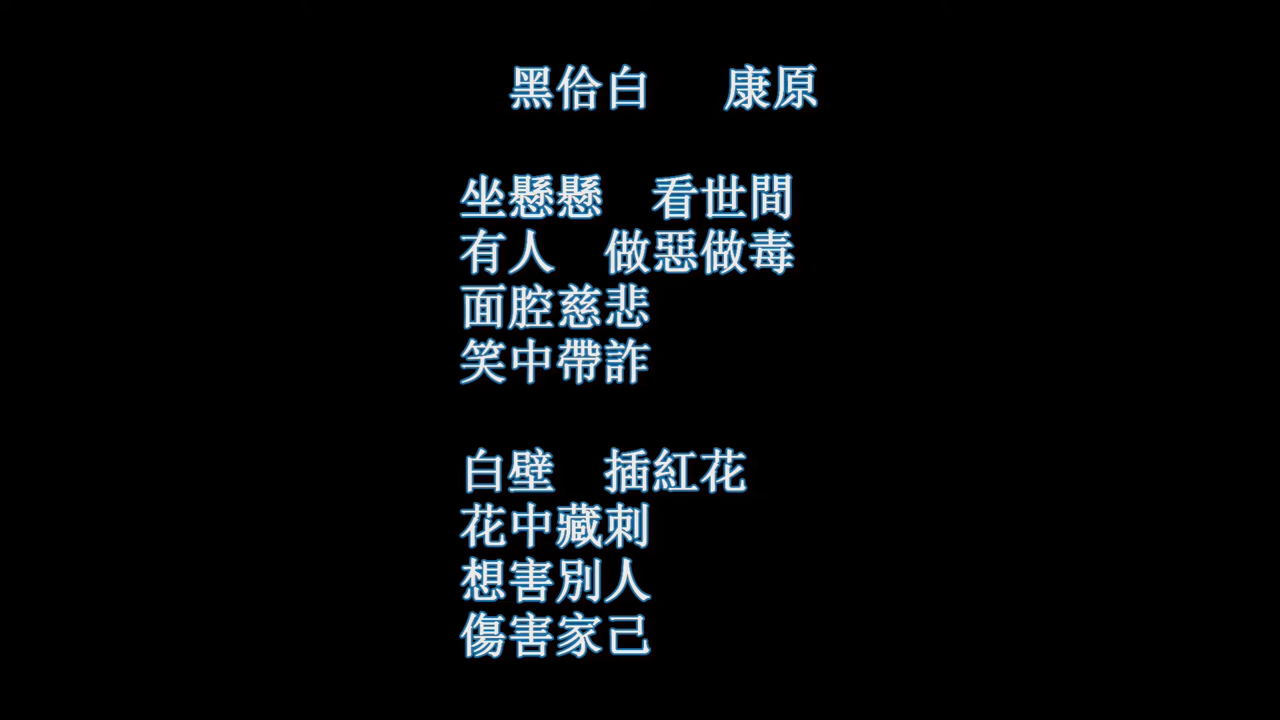 黑佮白　康原
坐懸懸　看世間
有人　做惡做毒
面腔慈悲
笑中帶詐
白壁　插紅花
花中藏刺
想害別人
傷害家己